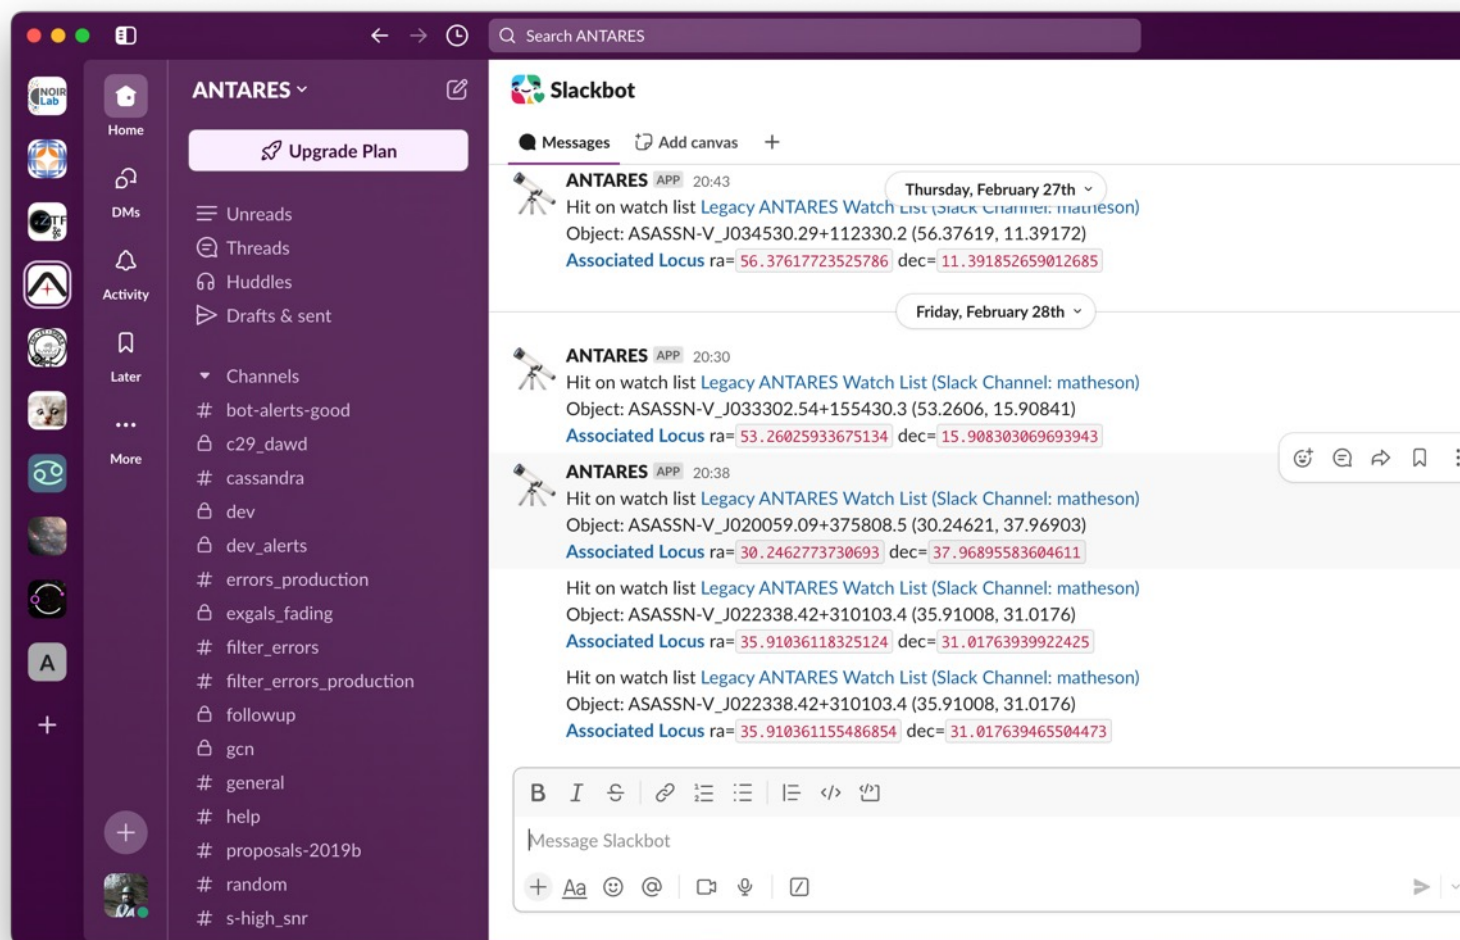 Search ANTARES
NOIR
Lab
ZTF
A
Home
DMs
Activity
Later
More
ANTARES
Upgrade Plan
Unreads
Threads
Huddles
Drafts & sent
Channels
# bot-alerts-good
c29_dawd
# cassandra
dev
dev_alerts
# errors_production
exgals_fading
# filter_errors
# filter_errors_production
followup
gcn
# general
# help
# proposals-2019b
# random
# s-high_snr
Slackbot
Messages Add canvas +
ANTARES APP 20:43
Thursday, February 27th
Hit on watch list Legacy ANTARES Watch List (Slack Channel: matheson)
Object: ASASSN-V_J034530.29+112330.2 (56.37619, 11.39172)
Associated Locus ra= 56.37617723525786 dec= 11.391852659012685
Friday, February 28th
ANTARES APP 20:30
Hit on watch list Legacy ANTARES Watch List (Slack Channel: matheson)
Object: ASASSN-V_J033302.54+155430.3 (53.2606, 15.90841)
Associated Locus ra= 53.26025933675134 dec= 15.908303069693943
ANTARES APP 20:38
Hit on watch list Legacy ANTARES Watch List (Slack Channel: matheson)
Object: ASASSN-V_J020059.09+375808.5 (30.24621, 37.96903)
Associated Locus ra= 30.2462773730693 dec= 37.96895583604611
Hit on watch list Legacy ANTARES Watch List (Slack Channel: matheson)
Object: ASASSN-V_J022338.42+310103.4 (35.91008, 31.0176)
Associated Locus ra= 35.91036118325124 dec= 31.01763939922425
Hit on watch list Legacy ANTARES Watch List (Slack Channel: matheson)
Object: ASASSN-V_J022338.42+310103.4 (35.91008, 31.0176)
Associated Locus ra= 35.910361155486854 dec= 31.017639465504473
B I S
Message Slackbot
+ Aa @